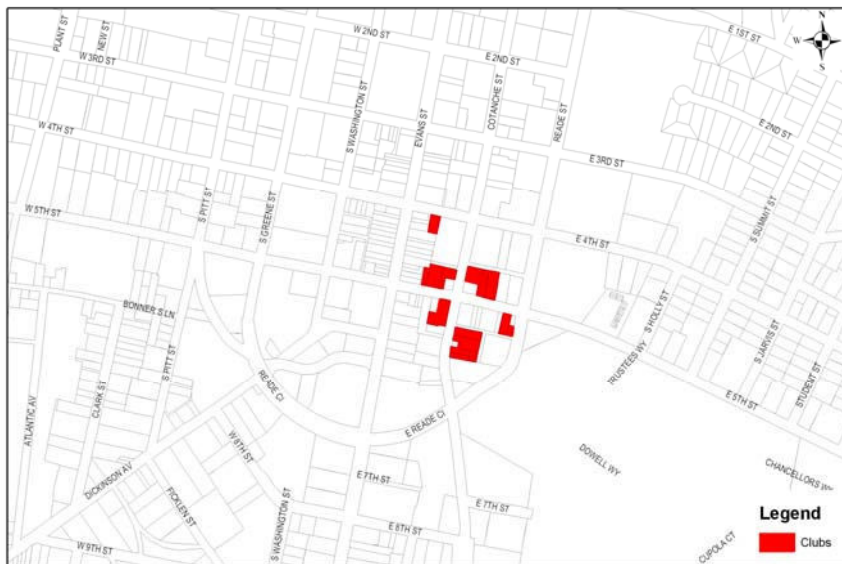 W 2ND ST
E 1ST ST
N
W
E
S
PLANT ST
NEW ST
W 3RD ST
E 2ND ST
COTANCHE ST
READE ST
S WASHINGTON ST
EVANS ST
E 2ND ST
W 4TH ST
E 3RD ST
S PITT ST
S GREENE ST
S SUMMIT ST
W 5TH ST
E 4TH ST
BONNER S LN
S HOLLY ST
S PITT ST
S JARVIS ST
TRUSTEES WY
STUDENT ST
READE CI
CLARK ST
ATLANTIC AV
E 5TH ST
E READE CI
W 8TH ST
DICKINSON AV
DOWELL WY
E 7TH ST
CHANCELLORS WY
FICKLEN ST
S WASHINGTON ST
E 7TH ST
Legend
E 8TH ST
Clubs
W 9TH ST
CUPOLA CT